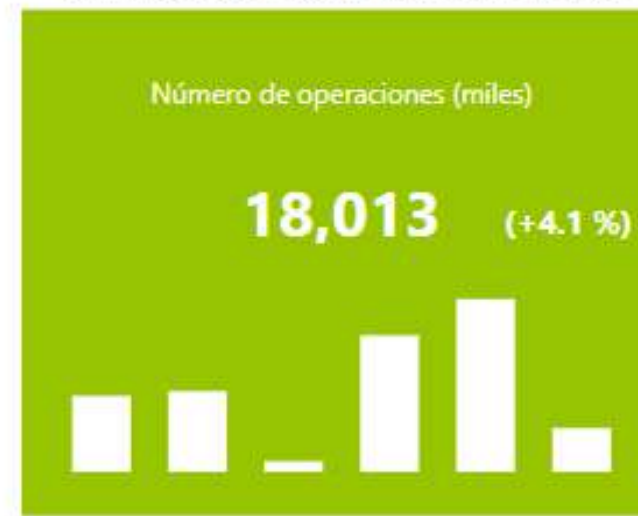 Número de operaciones (miles)
18,013 (+4.1 %)